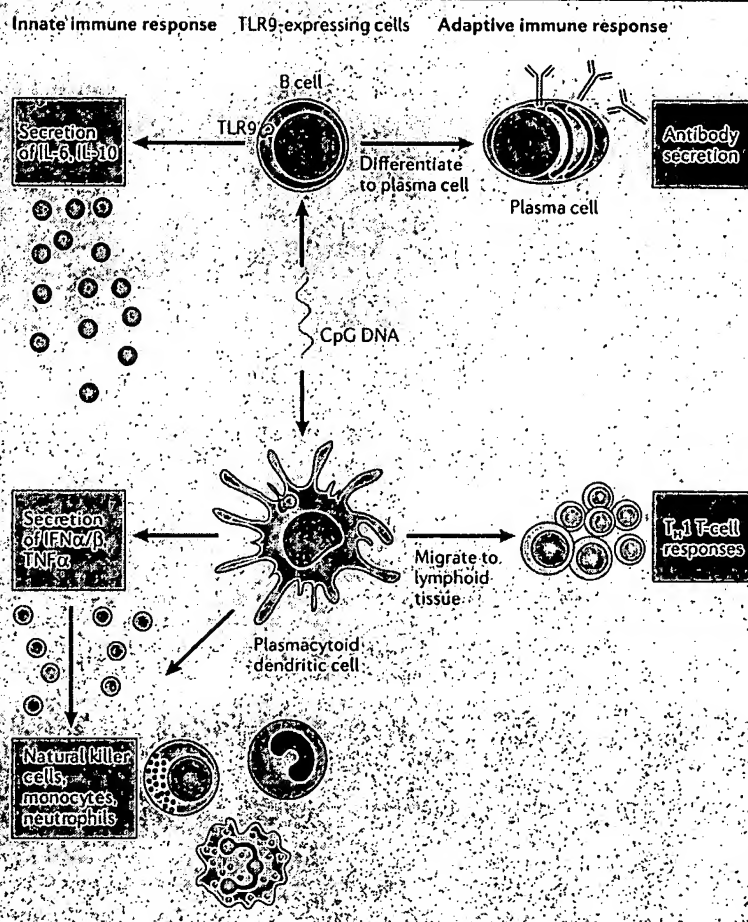 Innate immune response TLR9-expressing cells Adaptive immune response
B cell
TLR9
Secretion
of IL-6, IL-10
Differentiate
to plasma cell
Plasma cell
Antibody
secretion
CpG DNA
Secretion
of IFNα/β,
TNFα
Migrate to
lymphoid
tissue
TH1 T-cell
responses
Plasmacytoid
dendritic cell
Natural killer
cells,
monocytes,
neutrophils